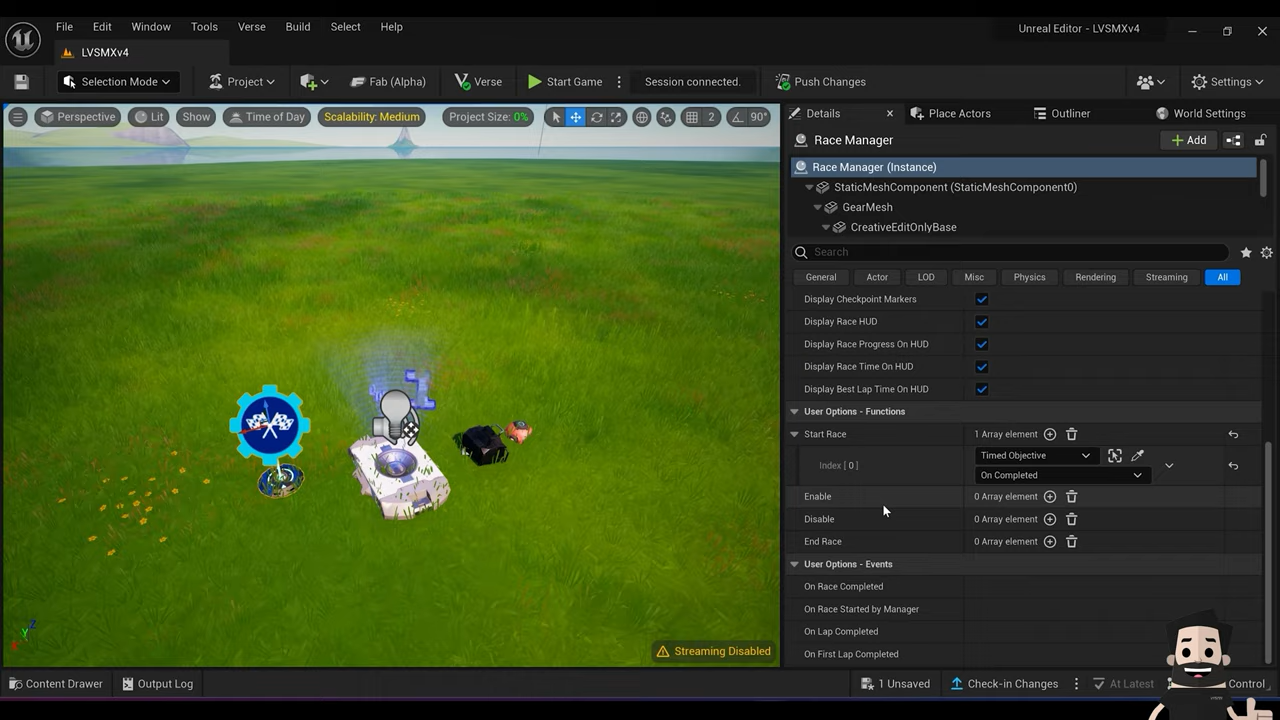 File Edit Window Tools Verse Build Select Help
Unreal Editor - LVSMXv4
LVSMXv4
Selection Mode Project Fab (Alpha) Verse Start Game Session connected. Push Changes Settings
Perspective Lit Show Time of Day Scalability: Medium Project Size: 0% 2 90°
Details Place Actors Outliner World Settings
Race Manager Add
Race Manager (Instance)
StaticMeshComponent (StaticMeshComponent0)
GearMesh
CreativeEditOnlyBase
Search
General Actor LOD Misc Physics Rendering Streaming All
Display Checkpoint Markers
Display Race HUD
Display Race Progress On HUD
Display Race Time On HUD
Display Best Lap Time On HUD
User Options - Functions
Start Race 1 Array element
Index [ 0 ] Timed Objective
On Completed
Enable 0 Array element
Disable 0 Array element
End Race 0 Array element
User Options - Events
On Race Completed
On Race Started by Manager
On Lap Completed
On First Lap Completed
Streaming Disabled
Content Drawer Output Log 1 Unsaved Check-in Changes At Latest Control